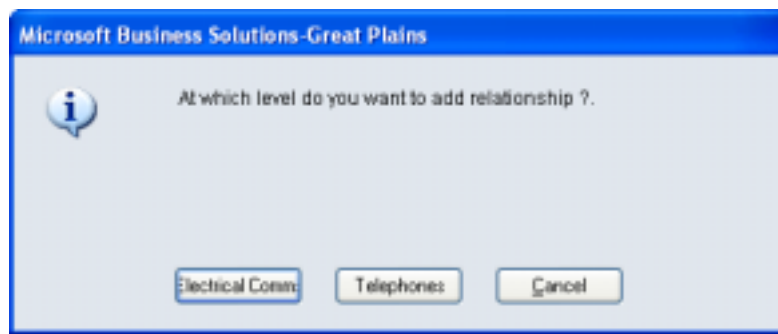 Microsoft Business Solutions-Great Plains
At which level do you want to add relationship ?.
Electrical Comm
Telephones
Cancel